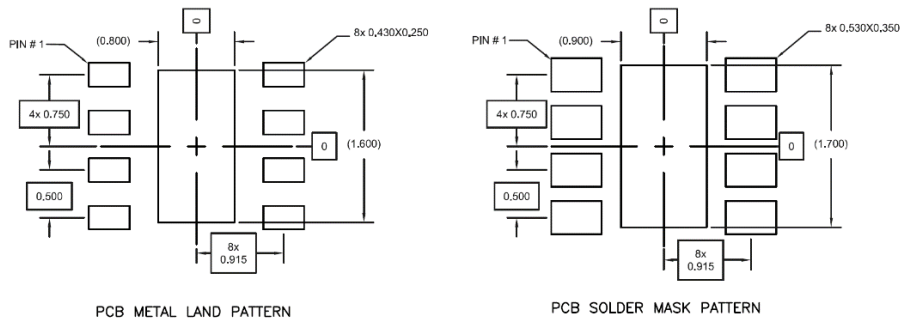 0
(0.800)
8x 0.430X0.250
PIN # 1
4x 0.750
0
(1.600)
0.500
8x
0.915
PCB METAL LAND PATTERN
0
(0.900)
8x 0.530X0.350
PIN # 1
4x 0.750
0
(1.700)
0.500
8x
0.915
PCB SOLDER MASK PATTERN